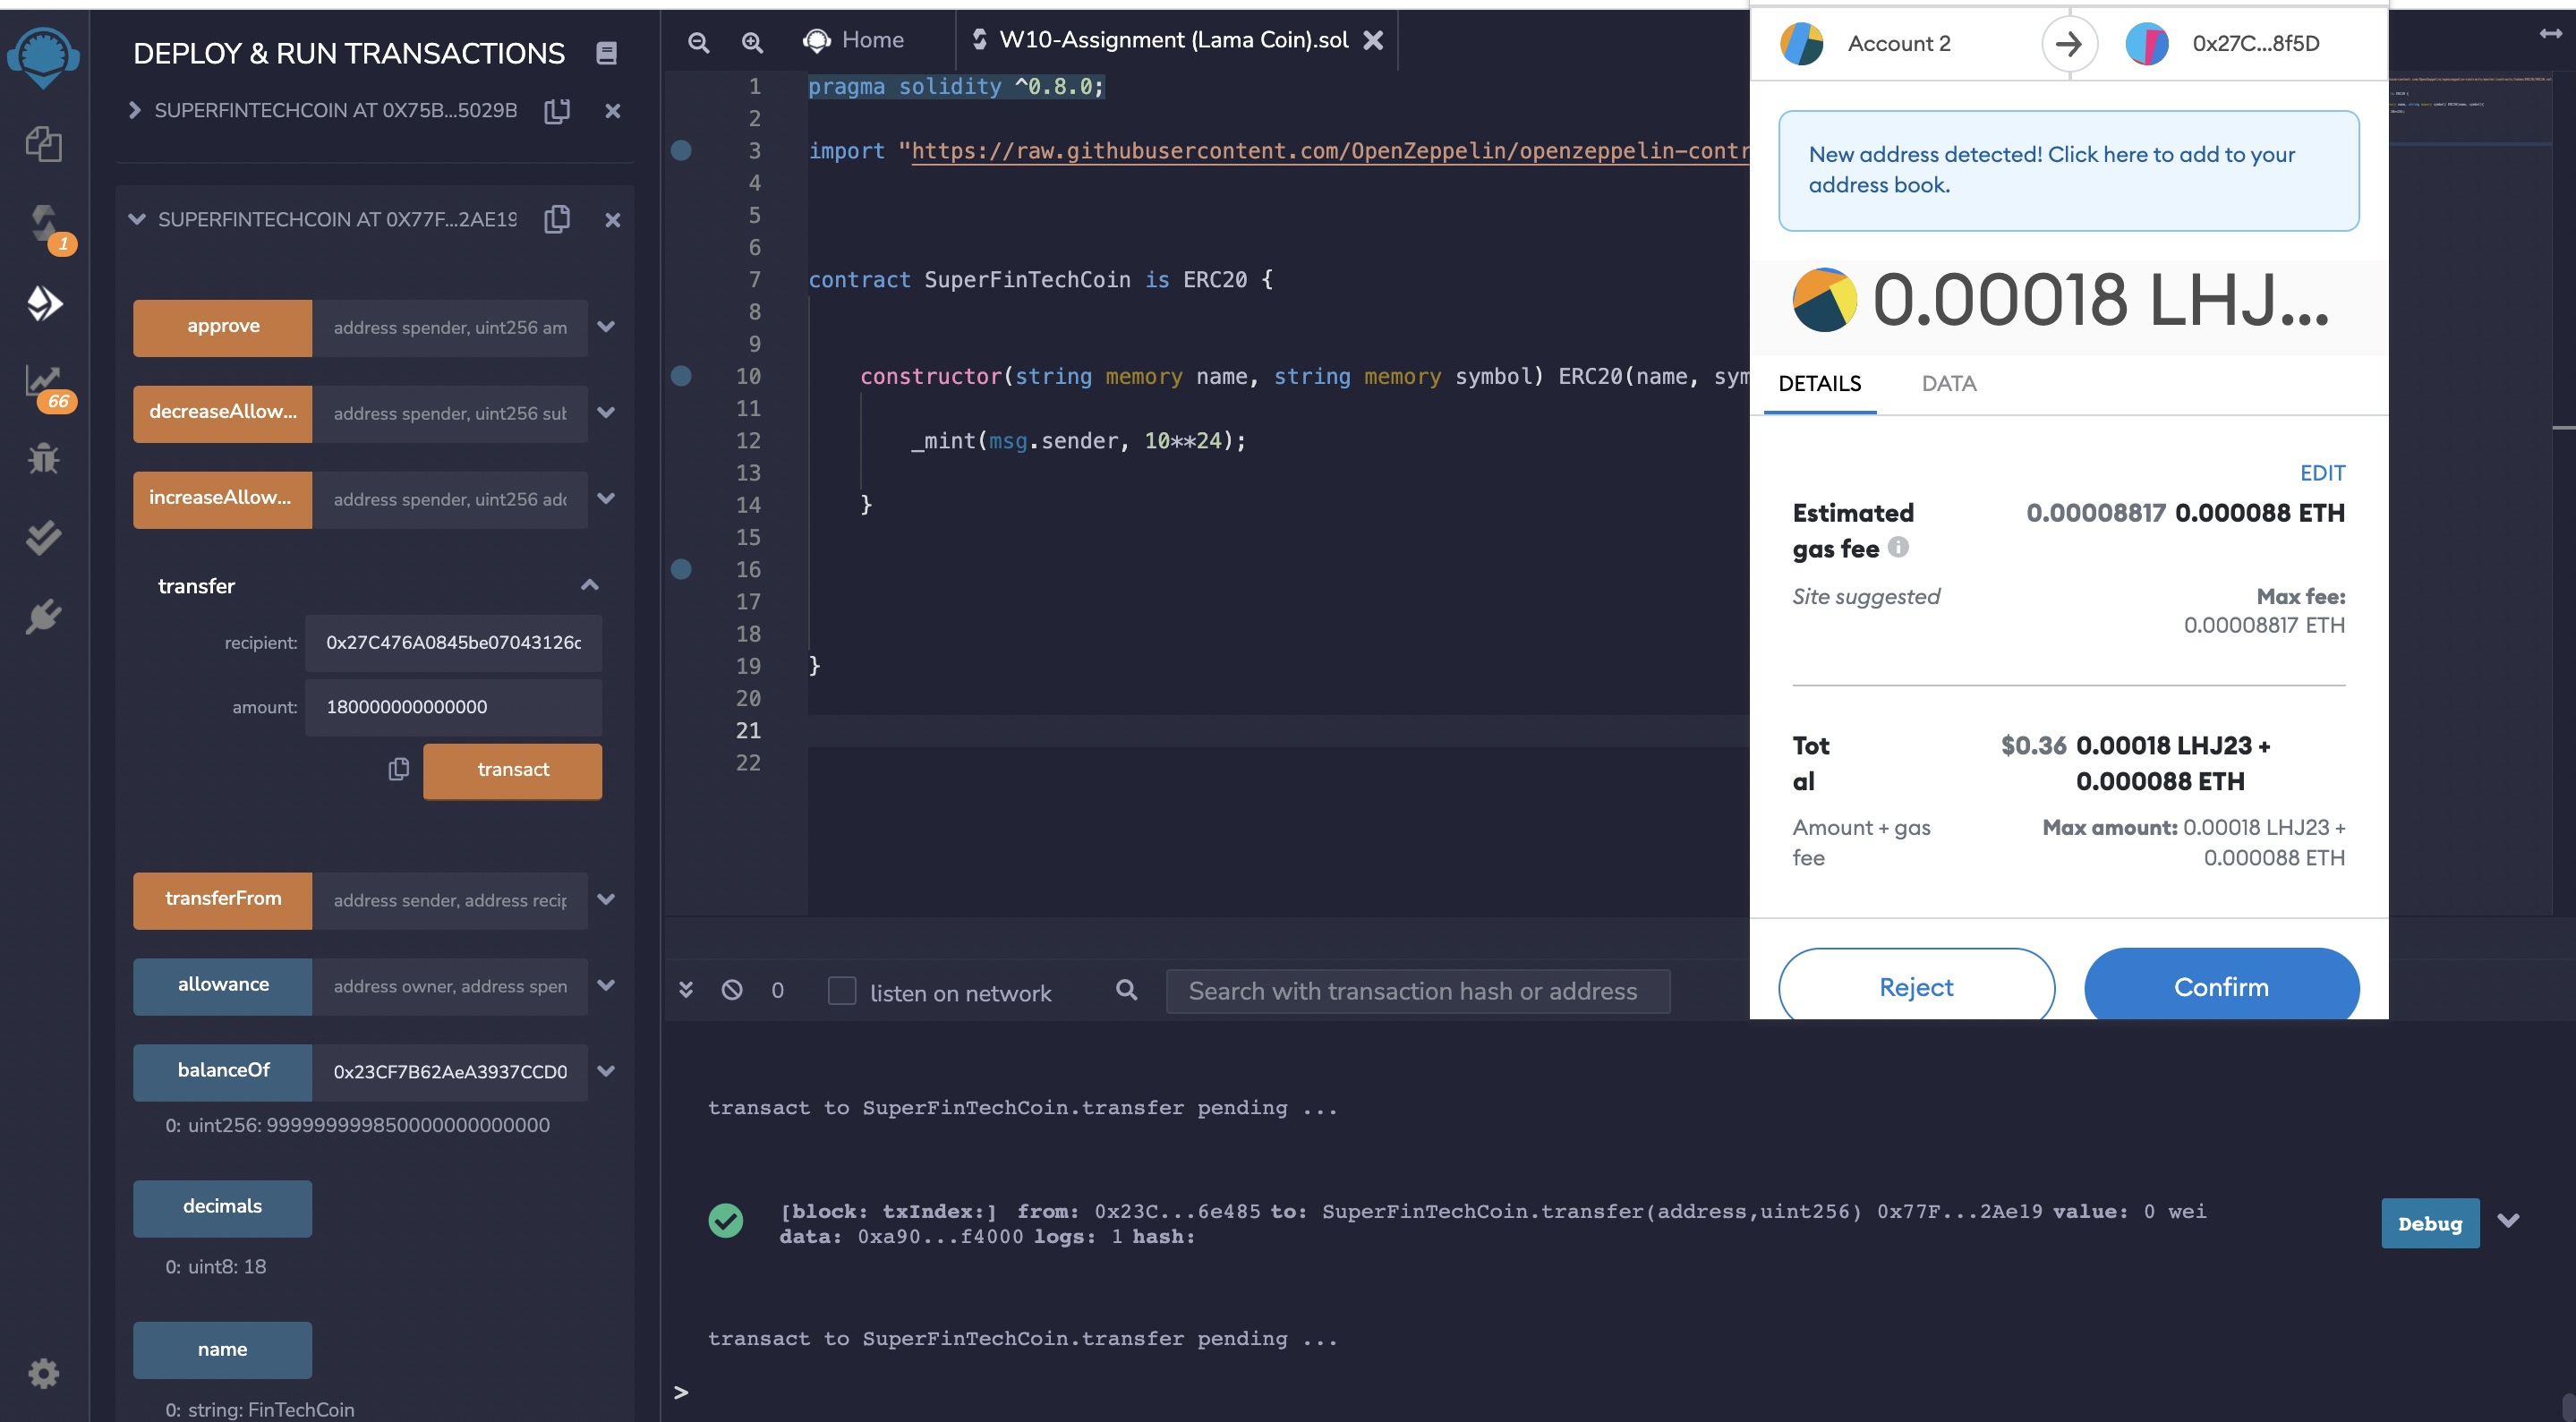 DEPLOY & RUN TRANSACTIONS
SUPERFINTECHCOIN AT 0X75B...5029B
SUPERFINTECHCOIN AT 0X77F...2AE19
1
66
approve
address spender, uint256 am
decreaseAllow...
address spender, uint256 sub
increaseAllow...
address spender, uint256 add
transfer
recipient:
0x27C476A0845be07043126c
amount:
180000000000000
transact
transferFrom
address sender, address recip
allowance
address owner, address spen
balanceOf
0x23CF7B62AeA3937CCD0
0: uint256: 999999999850000000000000
decimals
0: uint8: 18
name
0: string: FinTechCoin
Home
W10-Assignment (Lama Coin).sol
1 pragma solidity ^0.8.0;
2
3 import "https://raw.githubusercontent.com/OpenZeppelin/openzeppelin-contr
4
5
6
7 contract SuperFinTechCoin is ERC20 {
8
9
10 constructor(string memory name, string memory symbol) ERC20(name, sym
11
12 _mint(msg.sender, 10**24);
13
14 }
15
16
17
18
19 }
20
21
22
0
listen on network
Search with transaction hash or address
transact to SuperFinTechCoin.transfer pending ...
[block: txIndex:] from: 0x23C...6e485 to: SuperFinTechCoin.transfer(address,uint256) 0x77F...2Ae19 value: 0 wei
data: 0xa90...f4000 logs: 1 hash:
Debug
transact to SuperFinTechCoin.transfer pending ...
>
Account 2
0x27C...8f5D
New address detected! Click here to add to your
address book.
0.00018 LHJ...
DETAILS
DATA
EDIT
Estimated
gas fee
0.00008817 0.000088 ETH
Site suggested
Max fee:
0.00008817 ETH
Tot
al
$0.36 0.00018 LHJ23 +
0.000088 ETH
Amount + gas
fee
Max amount: 0.00018 LHJ23 +
0.000088 ETH
Reject
Confirm